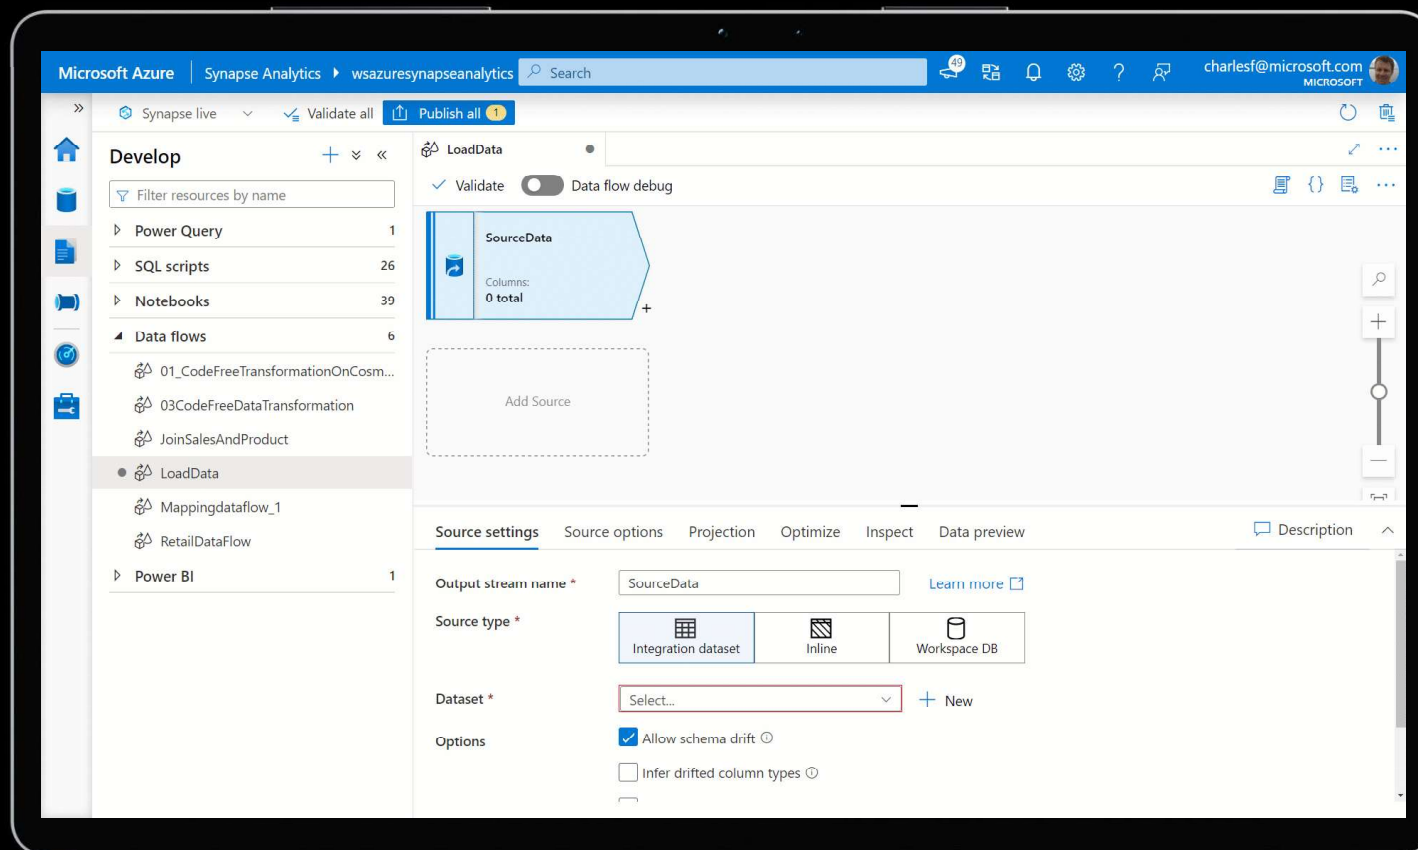 Microsoft Azure Synapse Analytics wsazuresynapseanalytics Search 49 charlesf@microsoft.com
MICROSOFT
Synapse live Validate all Publish all 1
Develop
Filter resources by name
Power Query 1
SQL scripts 26
Notebooks 39
Data flows 6
01_CodeFreeTransformationOnCosm...
03CodeFreeDataTransformation
JoinSalesAndProduct
LoadData
Mappingdataflow_1
RetailDataFlow
Power BI 1
LoadData
Validate Data flow debug
SourceData
Columns:
0 total
Add Source
Source settings Source options Projection Optimize Inspect Data preview Description
Output stream name * SourceData Learn more
Source type *
Integration dataset Inline Workspace DB
Dataset * Select... New
Options Allow schema drift
Infer drifted column types